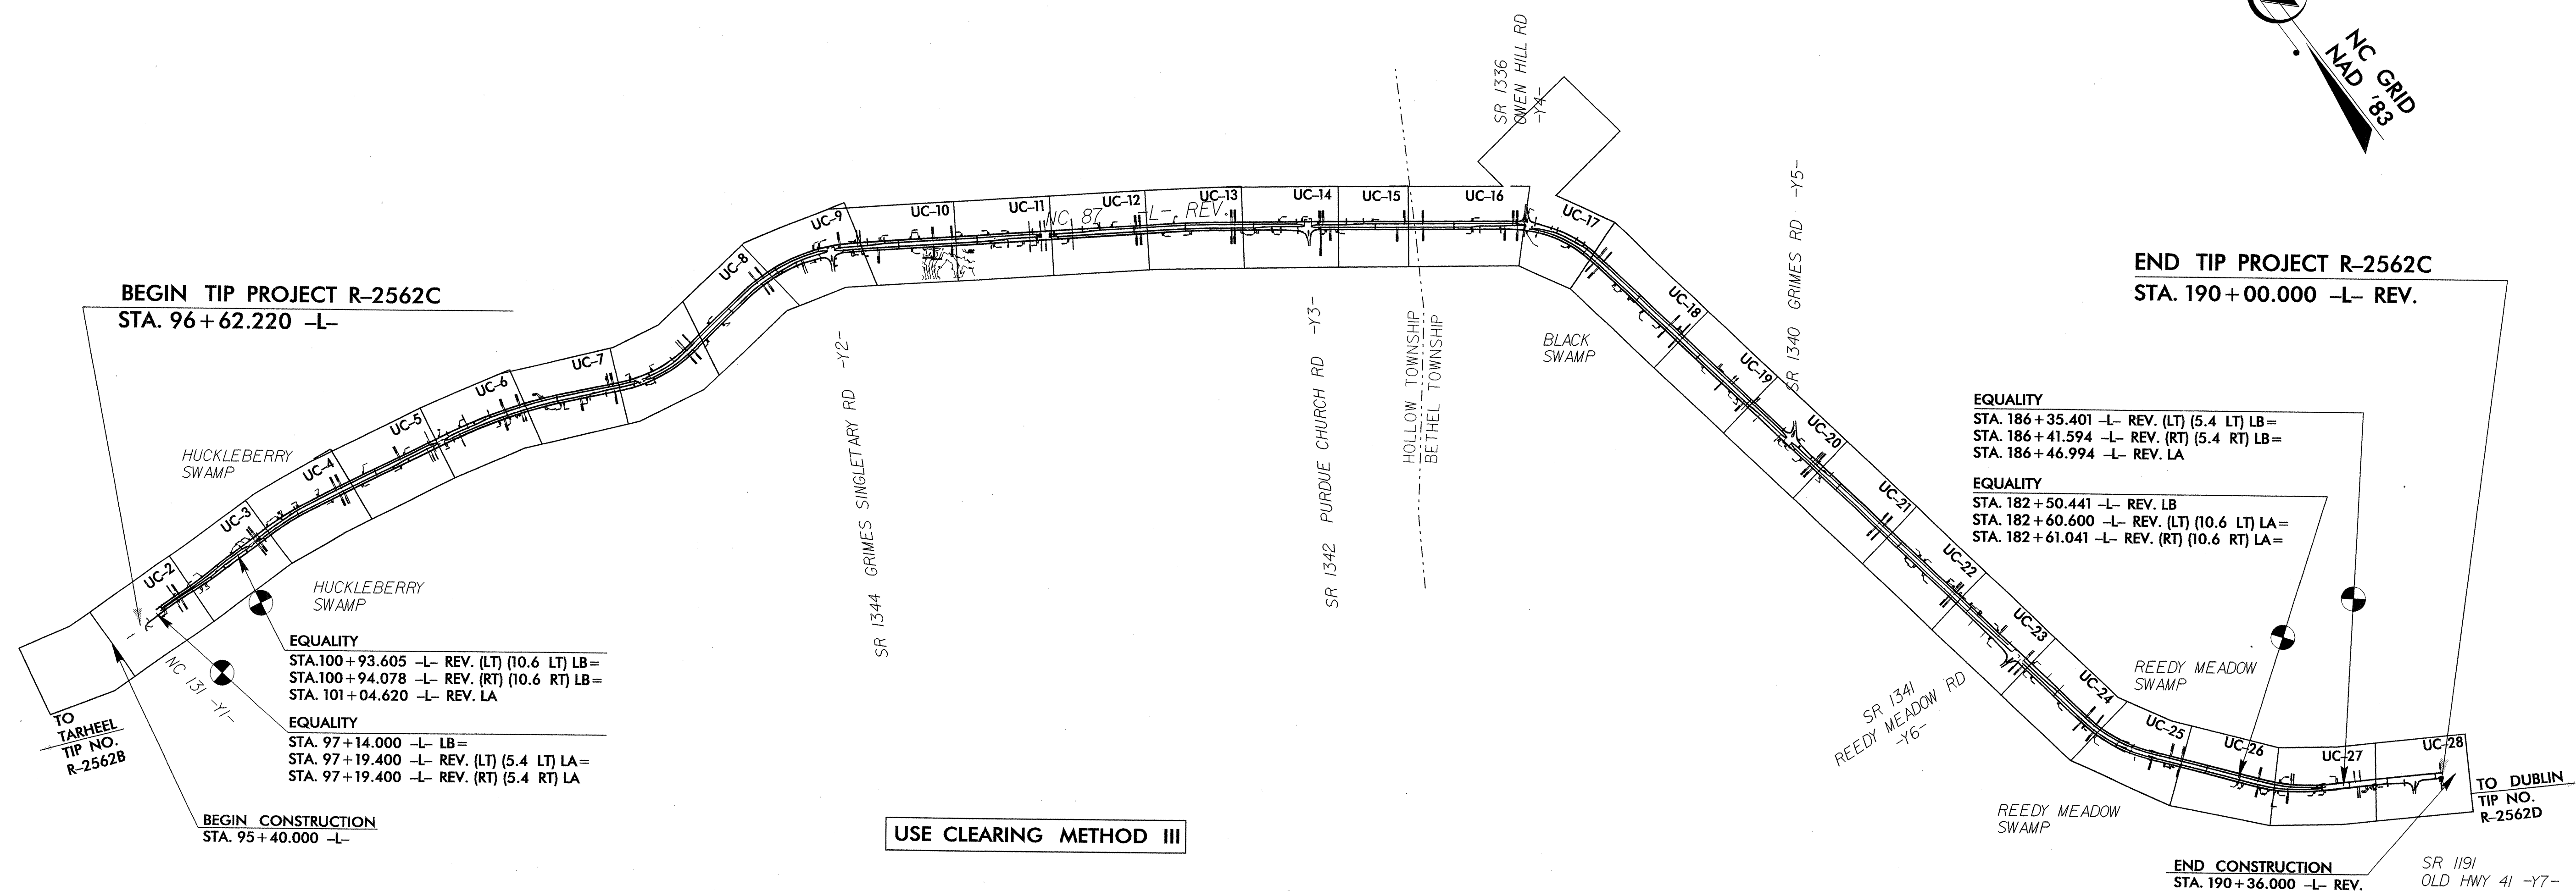 NC GRID
NAD '83
SR 1336
OWEN HILL RD
-Y4-
BEGIN TIP PROJECT R-2562C
STA. 96+62.220 -L-
END TIP PROJECT R-2562C
STA. 190+00.000 -L- REV.
UC-2
UC-3
UC-4
UC-5
UC-6
UC-7
UC-8
UC-9
UC-10
UC-11
UC-12
UC-13
UC-14
UC-15
UC-16
UC-17
UC-18
UC-19
UC-20
UC-21
UC-22
UC-23
UC-24
UC-25
UC-26
UC-27
UC-28
NC 87 -L- REV.
HUCKLEBERRY
SWAMP
HUCKLEBERRY
SWAMP
SR 1344 GRIMES SINGLETARY RD -Y2-
SR 1342 PURDUE CHURCH RD -Y3-
HOLLOW TOWNSHIP
BETHEL TOWNSHIP
BLACK
SWAMP
SR 1340 GRIMES RD -Y5-
EQUALITY
STA. 186+35.401 -L- REV. (LT) (5.4 LT) LB=
STA. 186+41.594 -L- REV. (RT) (5.4 RT) LB=
STA. 186+46.994 -L- REV. LA
EQUALITY
STA. 182+50.441 -L- REV. LB
STA. 182+60.600 -L- REV. (LT) (10.6 LT) LA=
STA. 182+61.041 -L- REV. (RT) (10.6 RT) LA=
EQUALITY
STA.100+93.605 -L- REV. (LT) (10.6 LT) LB=
STA.100+94.078 -L- REV. (RT) (10.6 RT) LB=
STA. 101+04.620 -L- REV. LA
EQUALITY
STA. 97+14.000 -L- LB=
STA. 97+19.400 -L- REV. (LT) (5.4 LT) LA=
STA. 97+19.400 -L- REV. (RT) (5.4 RT) LA
NC 131 -Y1-
TO
TARHEEL
TIP NO.
R-2562B
BEGIN CONSTRUCTION
STA. 95+40.000 -L-
USE CLEARING METHOD III
SR 1341
REEDY MEADOW RD
-Y6-
REEDY MEADOW
SWAMP
REEDY MEADOW
SWAMP
TO DUBLIN
TIP NO.
R-2562D
END CONSTRUCTION
STA. 190+36.000 -L- REV.
SR 1191
OLD HWY 41 -Y7-